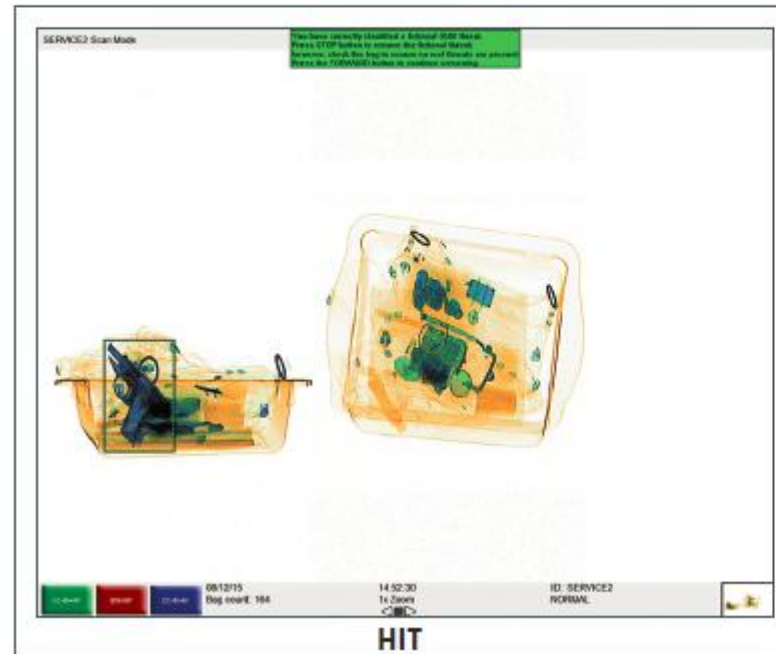 SERVICE2 Scan Mode
You have correctly identified a fictional GUN threat.
Press STOP button to remove the fictional threat;
however, check the bag to ensure no real threats are present.
Press the FORWARD button to continue screening.
08/12/15
Bag count: 164
14:52:30
1x Zoom
ID: SERVICE2
NORMAL
HIT